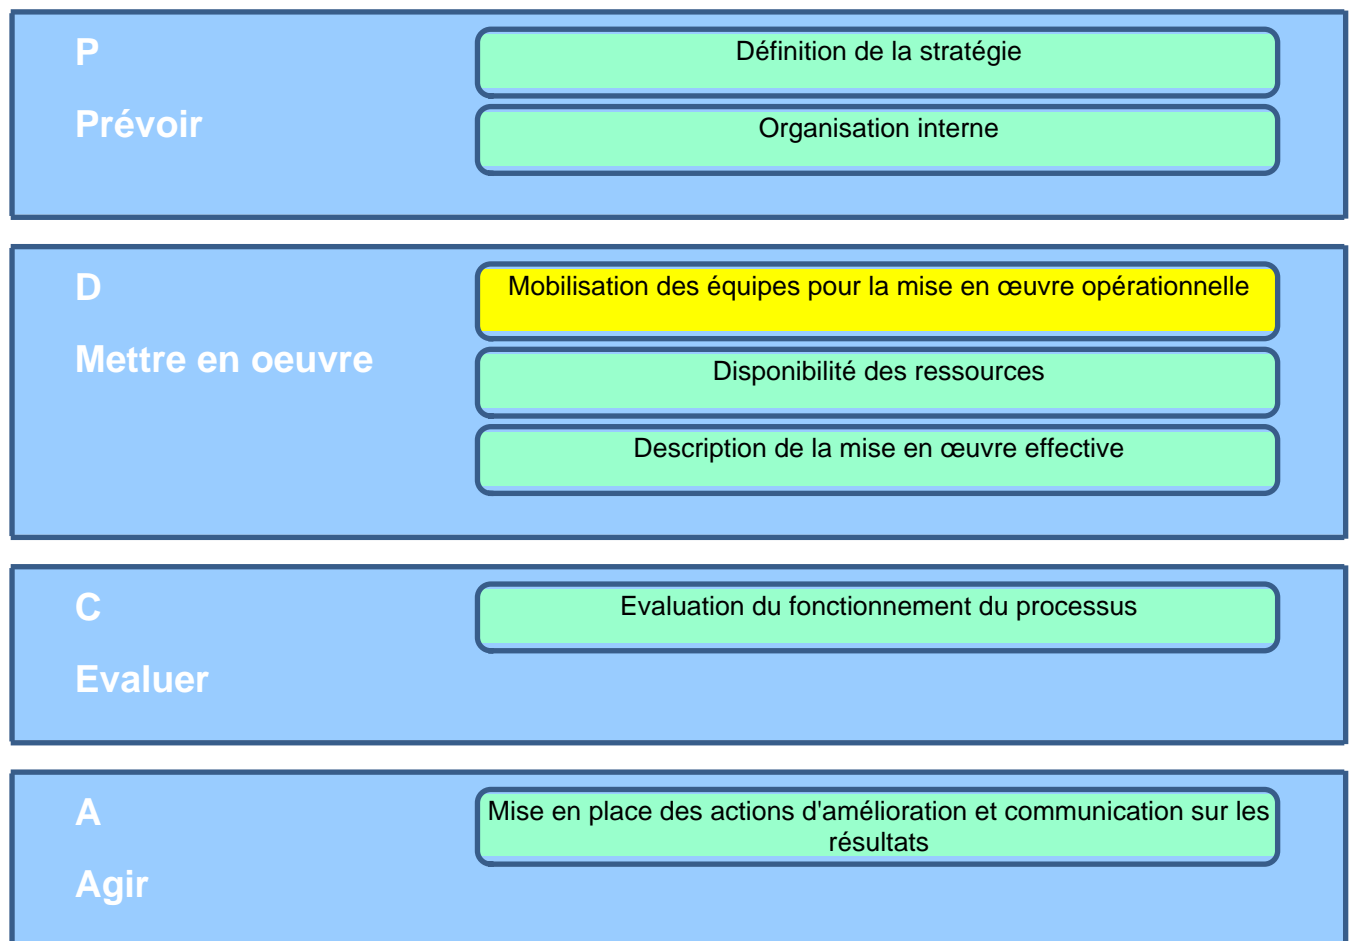 P
Prévoir
Définition de la stratégie
Organisation interne
D
Mettre en oeuvre
Mobilisation des équipes pour la mise en œuvre opérationnelle
Disponibilité des ressources
Description de la mise en œuvre effective
C
Evaluer
Evaluation du fonctionnement du processus
A
Agir
Mise en place des actions d'amélioration et communication sur les
résultats